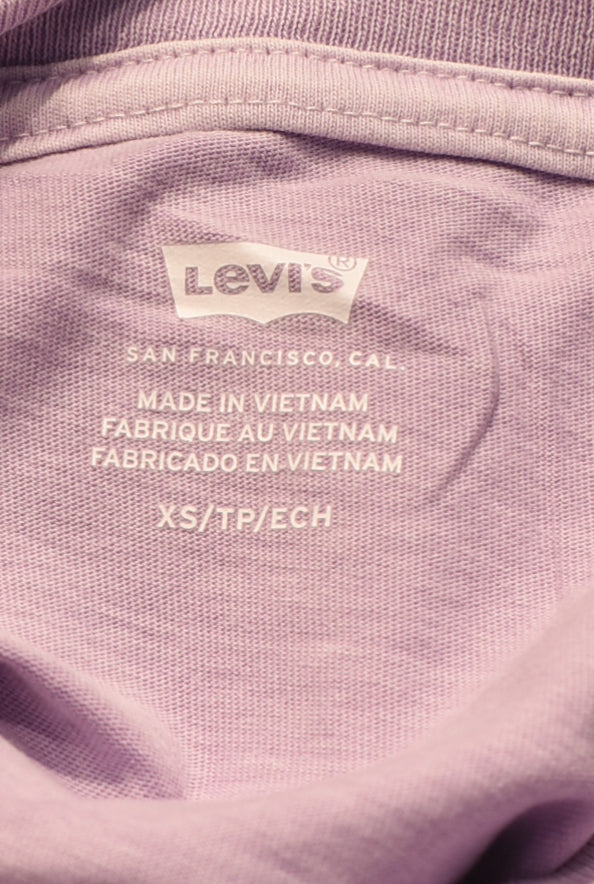 Levi's®
SAN FRANCISCO, CAL.
MADE IN VIETNAM
FABRIQUE AU VIETNAM
FABRICADO EN VIETNAM
XS/TP/ECH